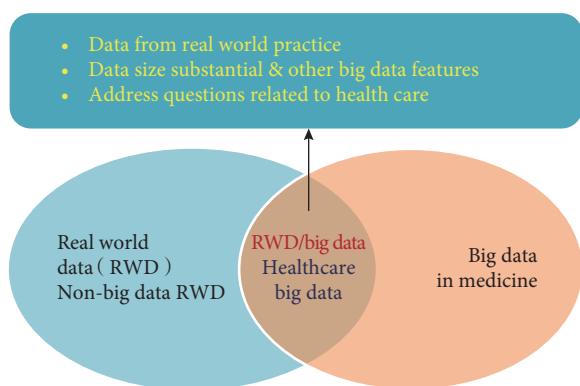 • Data from real world practice
• Data size substantial & other big data features
• Address questions related to health care
Real world
data ( RWD )
Non-big data RWD
RWD/big data
Healthcare
big data
Big data
in medicine